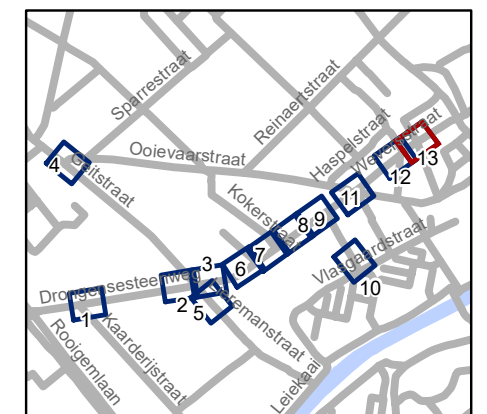 Sparrestraat
Reinaertstraat
Haspelstraat
Weversstraat
13
12
Ooievaarstraat
4
Geitstraat
Kokerstraat
11
8
9
7
6
3
Vlasgaardstraat
10
Drongensesteenweg
2
5
1
Kaarderijstraat
Rooigemlaan
Leiekaai